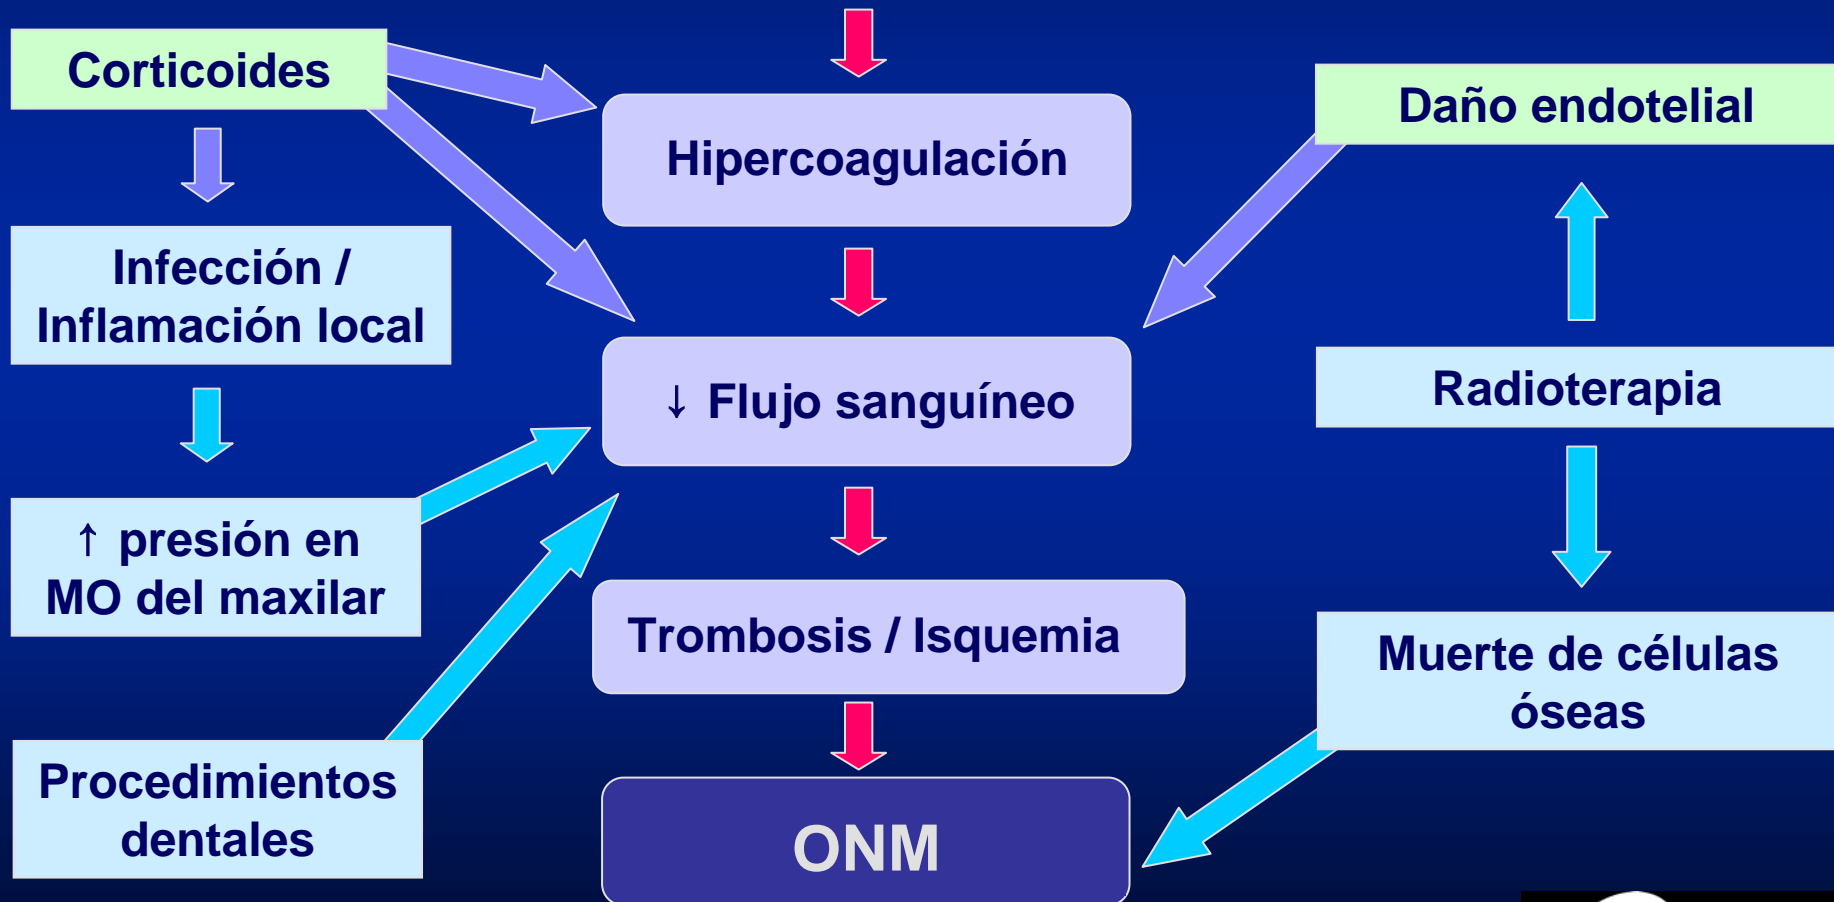 Corticoides
Daño endotelial
Hipercoagulación
Infección /
Inflamación local
↓ Flujo sanguíneo
Radioterapia
↑ presión en
MO del maxilar
Trombosis / Isquemia
Muerte de células
óseas
Procedimientos
dentales
ONM